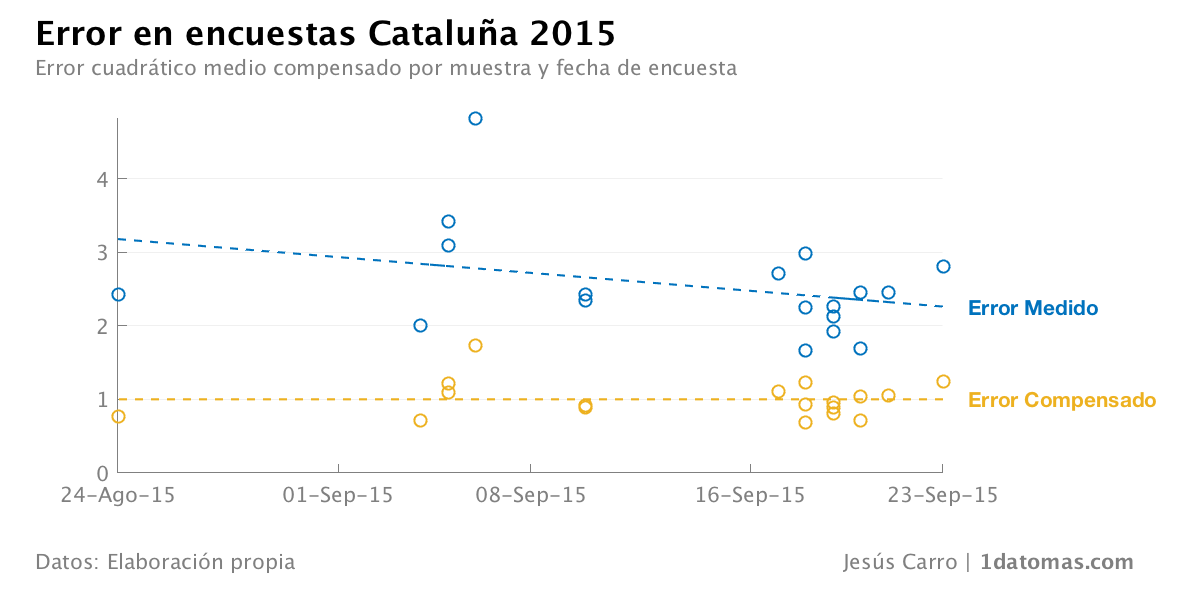 Error en encuestas Cataluña 2015
Error cuadrático medio compensado por muestra y fecha de encuesta
4
3
2
1
0
Error Medido
Error Compensado
24-Ago-15 01-Sep-15 08-Sep-15 16-Sep-15 23-Sep-15
Datos: Elaboración propia Jesús Carro | 1datomas.com